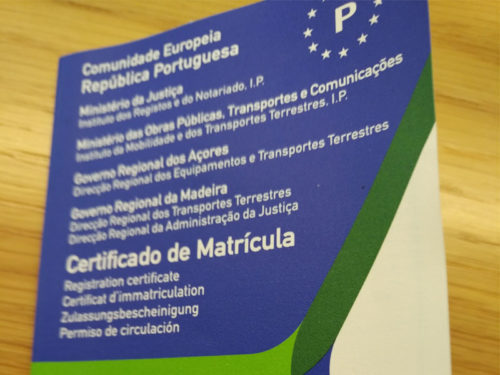 P
Comunidade Europeia
República Portuguesa
Ministério da Justiça
Instituto dos Registos e do Notariado, I.P.
Ministério das Obras Públicas, Transportes e Comunicações
Instituto da Mobilidade e dos Transportes Terrestres, I.P.
Governo Regional dos Açores
Direcção Regional dos Equipamentos e Transportes Terrestres
Governo Regional da Madeira
Direcção Regional dos Transportes Terrestres
Direcção Regional da Administração da Justiça
Certificado de Matrícula
Registration certificate
Certificat d'immatriculation
Zulassungsbescheinigung
Permiso de circulación